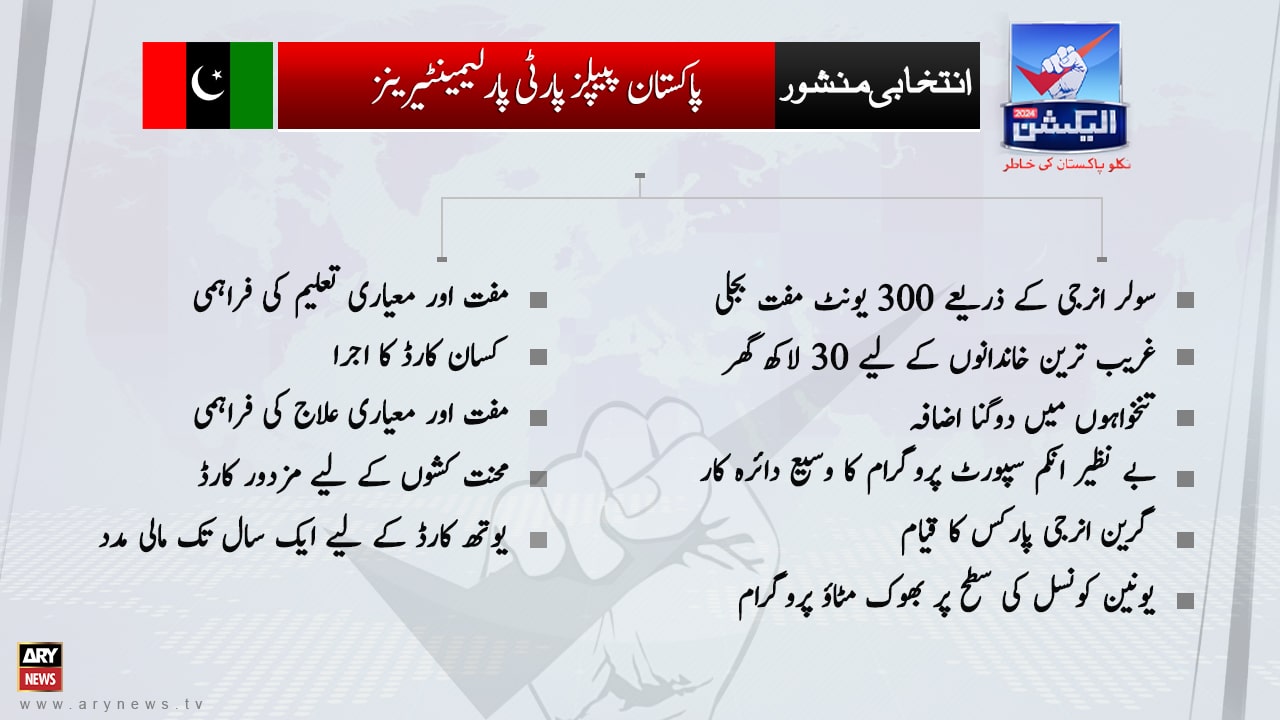 انتخابی منشور
پاکستان پیپلز پارٹی پارلیمینٹیرینز
2024
الیکشن
نکلو پاکستان کی خاطر
سولر انرجی کے ذریعے 300 یونٹ مفت بجلی
غریب ترین خاندانوں کے لیے 30 لاکھ گھر
تنخواہوں میں دوگنا اضافہ
بے نظیر انکم سپورٹ پروگرام کا وسیع دائرہ کار
گرین انرجی پارکس کا قیام
یونین کونسل کی سطح پر بھوک مٹاؤ پروگرام
مفت اور معیاری تعلیم کی فراہمی
کسان کارڈ کا اجرا
مفت اور معیاری علاج کی فراہمی
محنت کشوں کے لیے مزدور کارڈ
یوتھ کارڈ کے لیے ایک سال تک مالی مدد
ARY
NEWS
www.arynews.tv